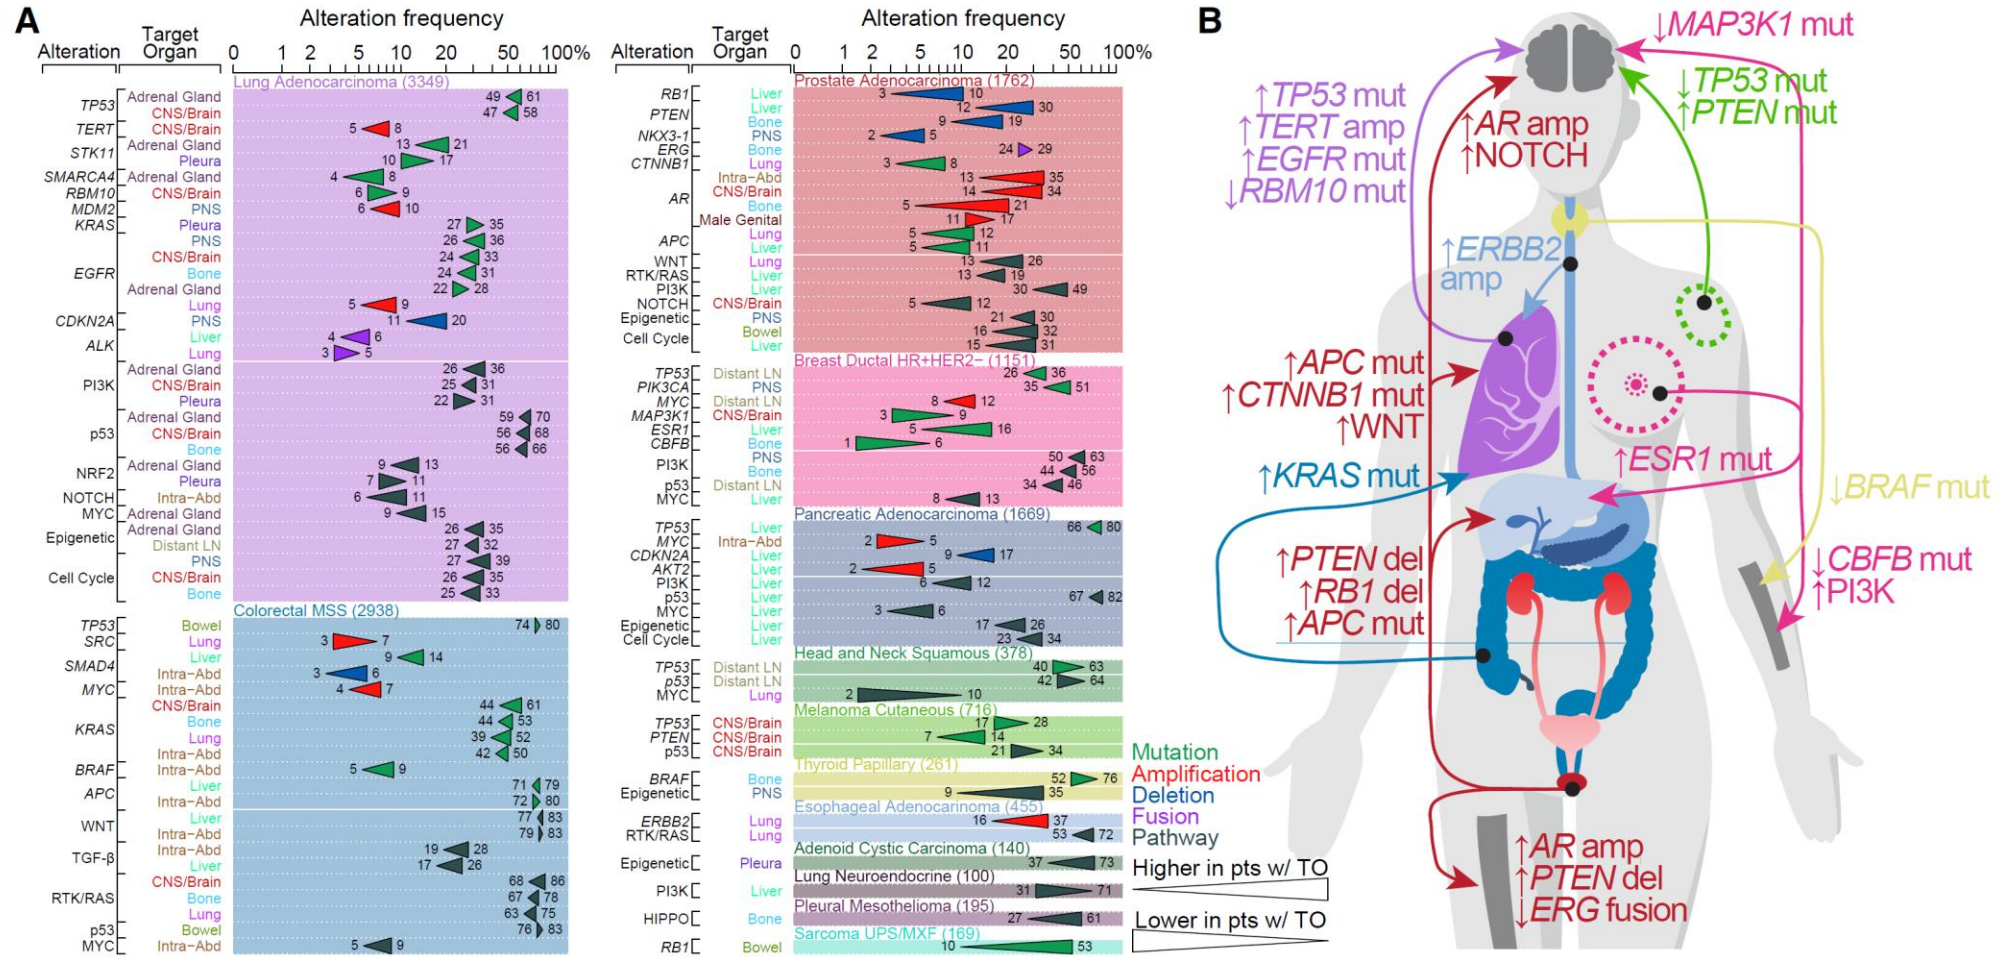 A
Alteration frequency
Alteration
Target
Organ
0 1 2 5 10 20 50 100%
Lung Adenocarcinoma (3349)
TP53 Adrenal Gland 49 61
CNS/Brain 47 58
TERT CNS/Brain 5 8
STK11 Adrenal Gland 13 21
Pleura 10 17
SMARCA4 Adrenal Gland 4 8
RBM10 CNS/Brain 6 9
MDM2 PNS 6 10
KRAS Pleura 27 35
EGFR PNS 26 36
CNS/Brain 24 33
Bone 24 31
Adrenal Gland 22 28
Lung 5 9
CDKN2A PNS 11 20
ALK Liver 4 6
Lung 3 5
PI3K Adrenal Gland 26 36
CNS/Brain 25 31
Pleura 22 31
p53 Adrenal Gland 59 70
CNS/Brain 56 68
Bone 56 66
NRF2 Adrenal Gland 9 13
Pleura 7 11
NOTCH Intra-Abd 6 11
MYC Adrenal Gland 9 15
Epigenetic Adrenal Gland 26 35
Distant LN 27 32
Cell Cycle PNS 27 39
CNS/Brain 26 35
Bone 25 33
Colorectal MSS (2938)
TP53 Bowel 74 80
SRC Lung 3 7
SMAD4 Liver 9 14
Intra-Abd 3 6
MYC Intra-Abd 4 7
KRAS CNS/Brain 44 61
Bone 44 53
Lung 39 52
Intra-Abd 42 50
BRAF Intra-Abd 5 9
APC Liver 71 79
Intra-Abd 72 80
WNT Liver 77 83
Intra-Abd 79 83
TGF-β Intra-Abd 19 28
Liver 17 26
RTK/RAS CNS/Brain 68 86
Bone 67 78
Lung 63 75
p53 Bowel 76 83
MYC Intra-Abd 5 9
Alteration frequency
Alteration
Target
Organ
0 1 2 5 10 20 50 100%
Prostate Adenocarcinoma (1762)
RB1 Liver 3 10
PTEN Liver 12 30
Bone 9 19
NKX3-1 PNS 2 5
ERG Bone 24 29
CTNNB1 Lung 3 8
AR Intra-Abd 13 35
CNS/Brain 14 34
Bone 5 21
Male Genital 11 17
APC Lung 5 12
Liver 5 11
WNT Lung 13 26
RTK/RAS Liver 13 19
PI3K Liver 30 49
NOTCH CNS/Brain 5 12
Epigenetic PNS 21 30
Cell Cycle Bowel 16 32
Liver 15 31
Breast Ductal HR+HER2− (1151)
TP53 Distant LN 26 36
PIK3CA PNS 35 51
MYC Distant LN 8 12
MAP3K1 CNS/Brain 3 9
ESR1 Liver 5 16
CBFB Bone 1 6
PI3K PNS 50 63
Bone 44 56
p53 Distant LN 34 46
MYC Liver 8 13
Pancreatic Adenocarcinoma (1669)
TP53 Liver 66 80
MYC Intra-Abd 2 5
CDKN2A Liver 9 17
AKT2 Liver 2 5
PI3K Liver 6 12
p53 Liver 67 82
MYC Liver 3 6
Epigenetic Liver 17 26
Cell Cycle Liver 23 34
Head and Neck Squamous (378)
TP53 Distant LN 40 63
p53 Distant LN 42 64
MYC Lung 2 10
Melanoma Cutaneous (716)
TP53 CNS/Brain 17 28
PTEN CNS/Brain 7 14
p53 CNS/Brain 21 34
Thyroid Papillary (261)
BRAF Bone 52 76
Epigenetic PNS 9 35
Esophageal Adenocarinoma (455)
ERBB2 Lung 16 37
RTK/RAS Lung 53 72
Adenoid Cystic Carcinoma (140)
Epigenetic Pleura 37 73
Lung Neuroendocrine (100)
PI3K Liver 31 71
Pleural Mesothelioma (195)
HIPPO Bone 27 61
Sarcoma UPS/MXF (169)
RB1 Bowel 10 53
Mutation
Amplification
Deletion
Fusion
Pathway
Higher in pts w/ TO
Lower in pts w/ TO
B
↓MAP3K1 mut
↓TP53 mut
↑PTEN mut
↑TP53 mut
↑TERT amp
↑EGFR mut
↓RBM10 mut
↑AR amp
↑NOTCH
↑ERBB2
amp
↑APC mut
↑CTNNB1 mut
↑WNT
↑KRAS mut
↑ESR1 mut
↓BRAF mut
↑PTEN del
↑RB1 del
↑APC mut
↓CBFB mut
↑PI3K
↑AR amp
↑PTEN del
↓ERG fusion